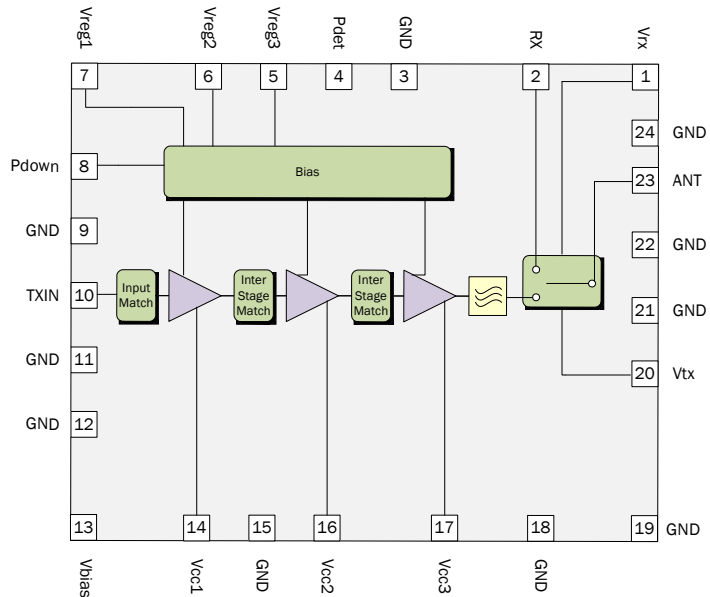 Vreg1
Vreg2
Vreg3
Pdet
GND
RX
Vrx
7
6
5
4
3
2
1
24
GND
Pdown
8
Bias
23
ANT
GND
9
22
GND
TXIN
10
Input
Match
Inter
Stage
Match
Inter
Stage
Match
21
GND
GND
11
20
Vtx
GND
12
13
14
15
16
17
18
19
GND
Vbias
Vcc1
GND
Vcc2
Vcc3
GND